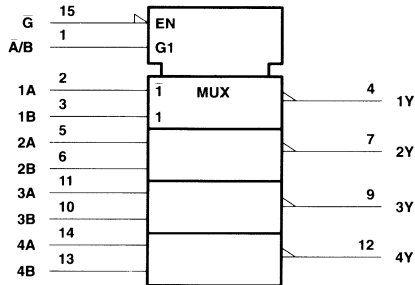 G̅ 15 EN
A̅/B 1 G1
1A 2 1̅ MUX 4 1Y
1B 3 1
2A 5 7 2Y
2B 6
3A 11 9 3Y
3B 10
4A 14 12 4Y
4B 13